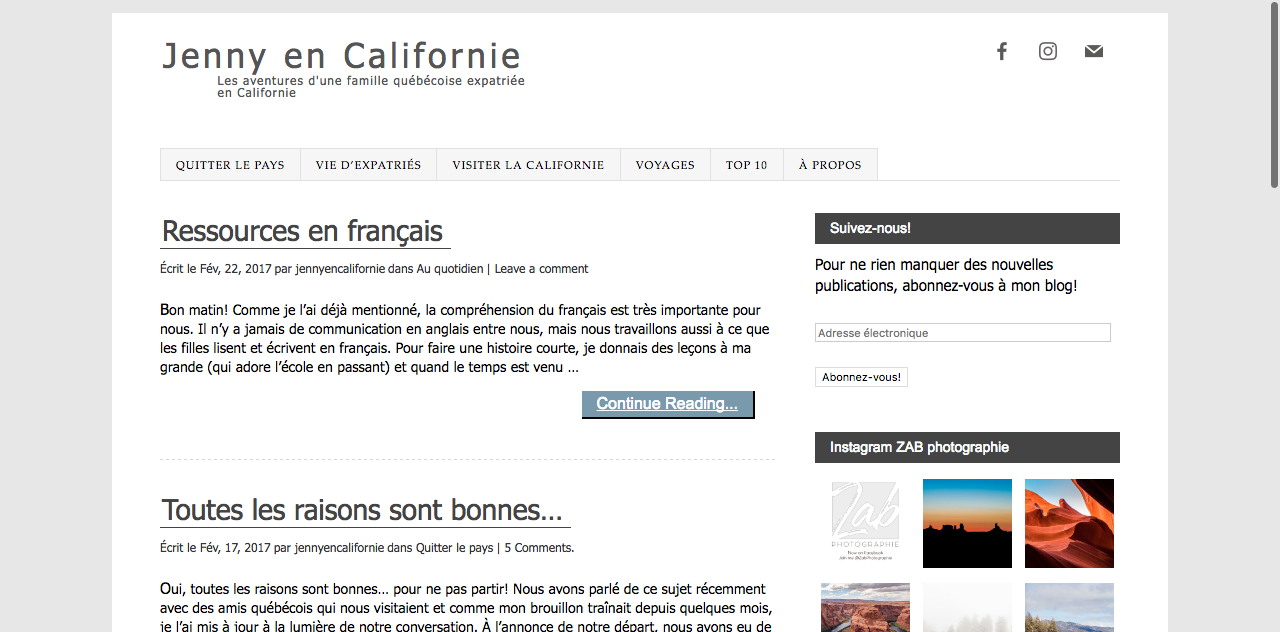 Jenny en Californie
Les aventures d'une famille québécoise expatriée
en Californie
QUITTER LE PAYS
VIE D’EXPATRIÉS
VISITER LA CALIFORNIE
VOYAGES
TOP 10
À PROPOS
Ressources en français
Écrit le Fév, 22, 2017 par jennyencalifornie dans Au quotidien | Leave a comment
Bon matin! Comme je l’ai déjà mentionné, la compréhension du français est très importante pour
nous. Il n’y a jamais de communication en anglais entre nous, mais nous travaillons aussi à ce que
les filles lisent et écrivent en français. Pour faire une histoire courte, je donnais des leçons à ma
grande (qui adore l’école en passant) et quand le temps est venu ...
Continue Reading...
Toutes les raisons sont bonnes…
Écrit le Fév, 17, 2017 par jennyencalifornie dans Quitter le pays | 5 Comments.
Oui, toutes les raisons sont bonnes… pour ne pas partir! Nous avons parlé de ce sujet récemment
avec des amis québécois qui nous visitaient et comme mon brouillon traînait depuis quelques mois,
je l’ai mis à jour à la lumière de notre conversation. À l’annonce de notre départ, nous avons eu de
Suivez-nous!
Pour ne rien manquer des nouvelles
publications, abonnez-vous à mon blog!
Adresse électronique
Abonnez-vous!
Instagram ZAB photographie
Zab
PHOTOGRAPHIE
Now on Facebook